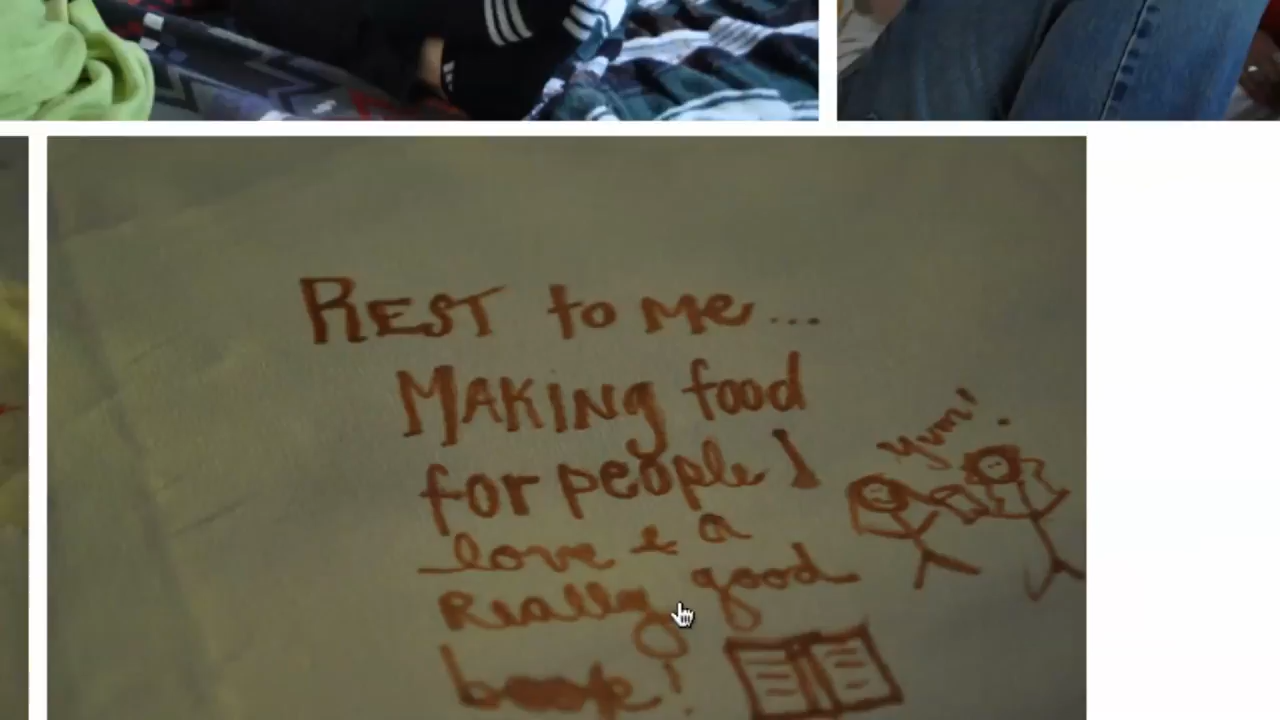 REST to Me...
MAKING food
for people!
love & a
Really good
book!
yum!